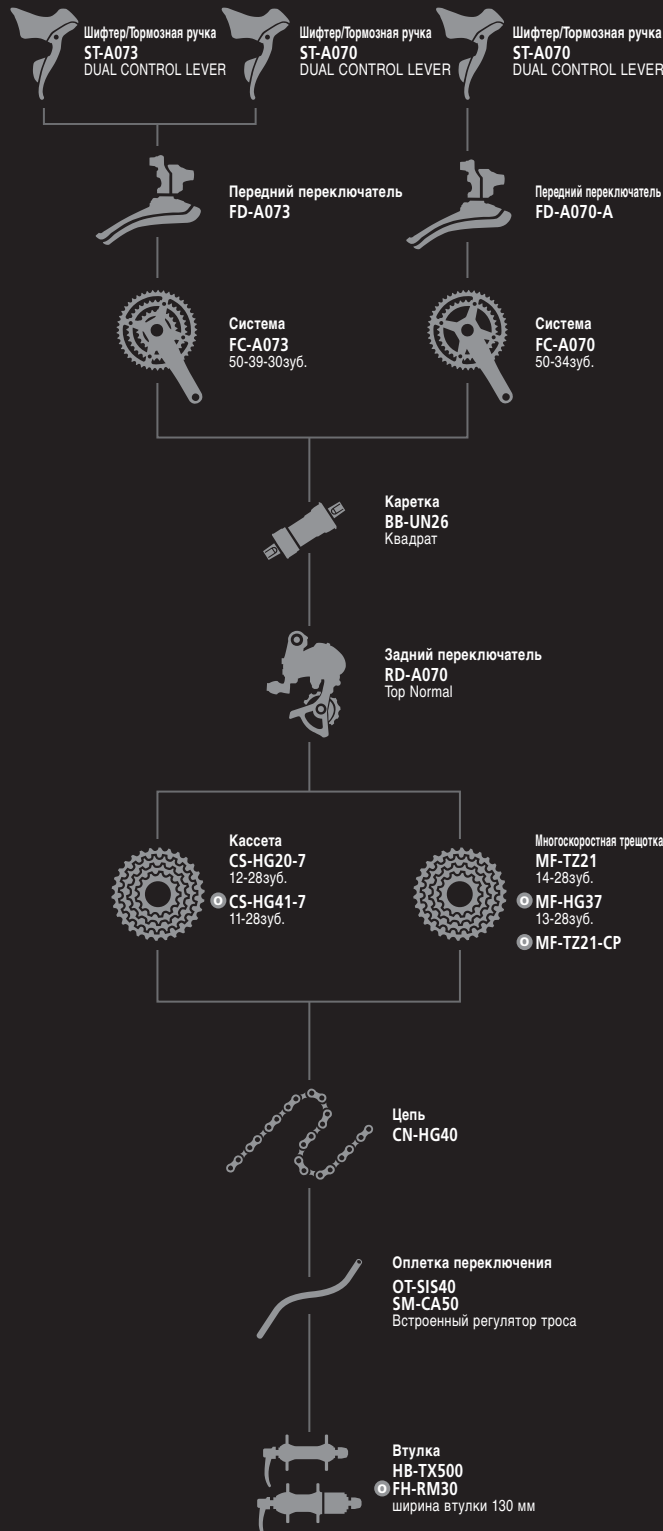 Шифтер/Тормозная ручка
ST-A073
DUAL CONTROL LEVER
Шифтер/Тормозная ручка
ST-A070
DUAL CONTROL LEVER
Шифтер/Тормозная ручка
ST-A070
DUAL CONTROL LEVER
Передний переключатель
FD-A073
Передний переключатель
FD-A070-A
Система
FC-A073
50-39-30зуб.
Система
FC-A070
50-34зуб.
Каретка
BB-UN26
Квадрат
Задний переключатель
RD-A070
Top Normal
Кассета
CS-HG20-7
12-28зуб.
O CS-HG41-7
11-28зуб.
Многоскоростная трещотка
MF-TZ21
14-28зуб.
O MF-HG37
13-28зуб.
O MF-TZ21-CP
Цепь
CN-HG40
Оплетка переключения
OT-SIS40
SM-CA50
Встроенный регулятор троса
Втулка
HB-TX500
O FH-RM30
ширина втулки 130 мм